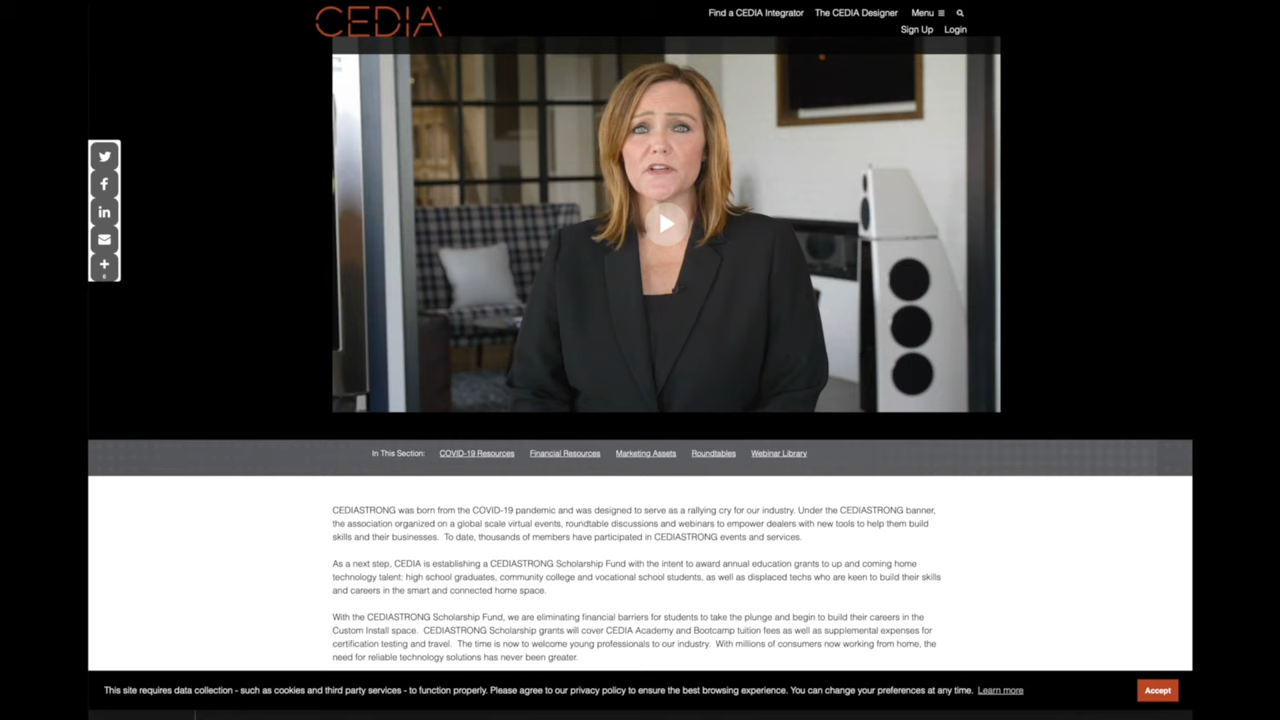 CEDIA
Find a CEDIA Integrator The CEDIA Designer Menu
Sign Up Login
In This Section: COVID-19 Resources Financial Resources Marketing Assets Roundtables Webinar Library
CEDIASTRONG was born from the COVID-19 pandemic and was designed to serve as a rallying cry for our industry. Under the CEDIASTRONG banner,
the association organized on a global scale virtual events, roundtable discussions and webinars to empower dealers with new tools to help them build
skills and their businesses. To date, thousands of members have participated in CEDIASTRONG events and services.
As a next step, CEDIA is establishing a CEDIASTRONG Scholarship Fund with the intent to award annual education grants to up and coming home
technology talent: high school graduates, community college and vocational school students, as well as displaced techs who are keen to build their skills
and careers in the smart and connected home space.
With the CEDIASTRONG Scholarship Fund, we are eliminating financial barriers for students to take the plunge and begin to build their careers in the
Custom Install space. CEDIASTRONG Scholarship grants will cover CEDIA Academy and Bootcamp tuition fees as well as supplemental expenses for
certification testing and travel. The time is now to welcome young professionals to our industry. With millions of consumers now working from home, the
need for reliable technology solutions has never been greater.
This site requires data collection - such as cookies and third party services - to function properly. Please agree to our privacy policy to ensure the best browsing experience. You can change your preferences at any time. Learn more
Accept